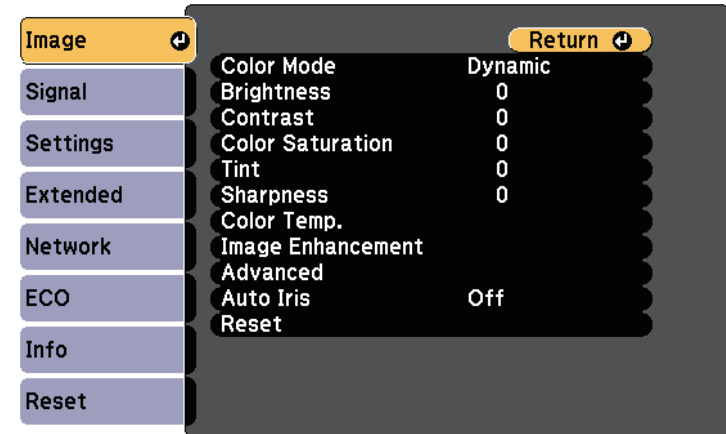 Image
Signal
Settings
Extended
Network
ECO
Info
Reset
Return
Color Mode Dynamic
Brightness 0
Contrast 0
Color Saturation 0
Tint 0
Sharpness 0
Color Temp.
Image Enhancement
Advanced
Auto Iris Off
Reset